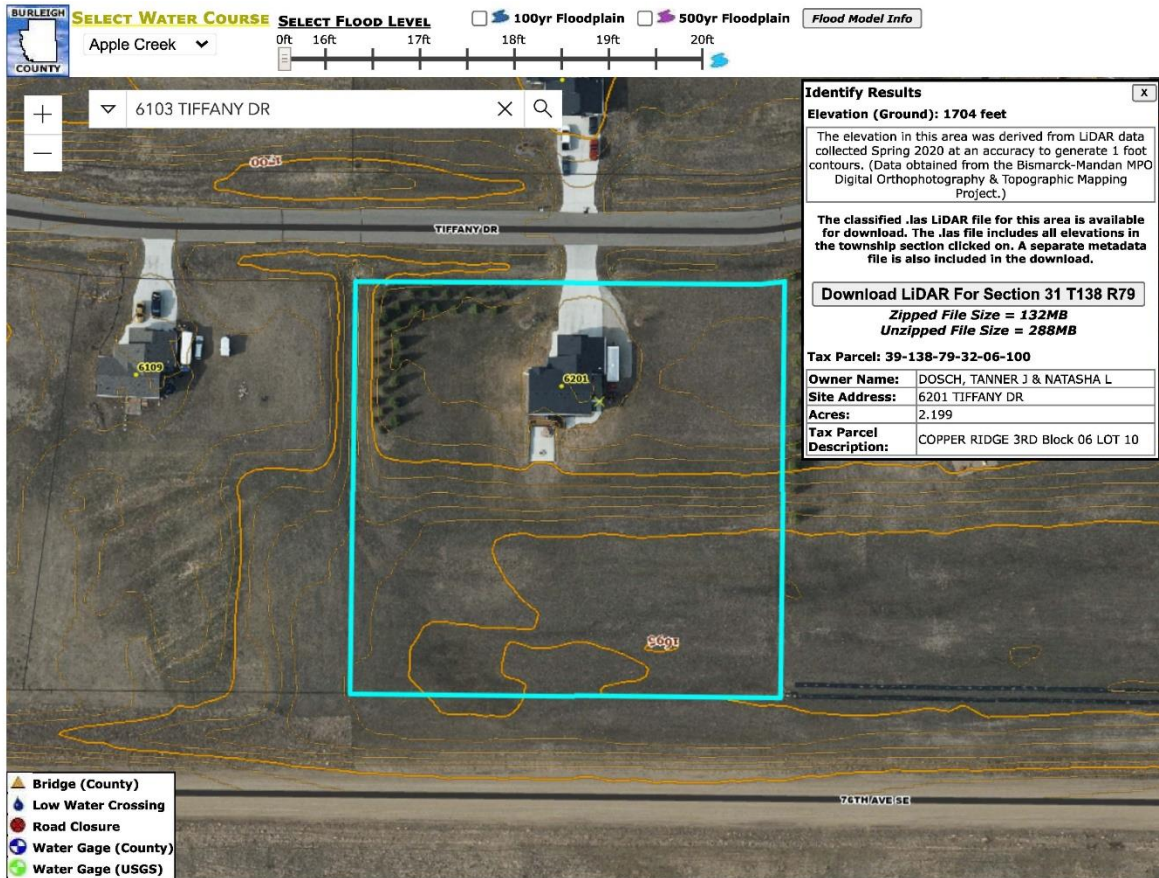 BURLEIGH
COUNTY
SELECT WATER COURSE
Apple Creek
SELECT FLOOD LEVEL
0ft 16ft 17ft 18ft 19ft 20ft
100yr Floodplain 500yr Floodplain Flood Model Info
+
−
6103 TIFFANY DR
1700
TIFFANY DR
6109
6201
1695
76TH AVE SE
Identify Results X
Elevation (Ground): 1704 feet
The elevation in this area was derived from LiDAR data
collected Spring 2020 at an accuracy to generate 1 foot
contours. (Data obtained from the Bismarck-Mandan MPO
Digital Orthophotography & Topographic Mapping
Project.)
The classified .las LiDAR file for this area is available
for download. The .las file includes all elevations in
the township section clicked on. A separate metadata
file is also included in the download.
Download LiDAR For Section 31 T138 R79
Zipped File Size = 132MB
Unzipped File Size = 288MB
Tax Parcel: 39-138-79-32-06-100
Owner Name: DOSCH, TANNER J & NATASHA L
Site Address: 6201 TIFFANY DR
Acres: 2.199
Tax Parcel
Description: COPPER RIDGE 3RD Block 06 LOT 10
Bridge (County)
Low Water Crossing
Road Closure
Water Gage (County)
Water Gage (USGS)